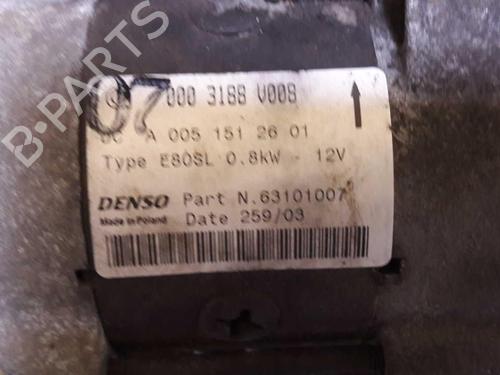 B-PARTS
07
000 3188 V008
A 005 151 26 01
Type E80SL 0.8kW - 12V
DENSO Part N.63101007
Made in Poland Date 259/03